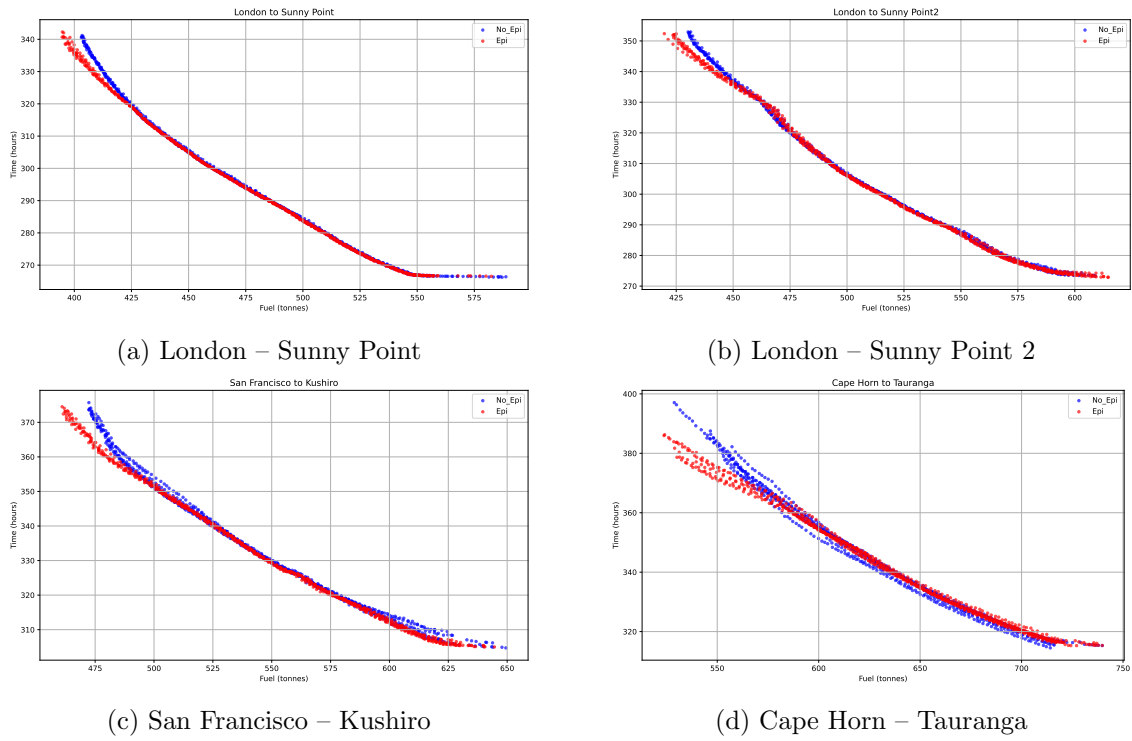 London to Sunny Point
No_Epi
Epi
Time (hours)
340
330
320
310
300
290
280
270
400
425
450
475
500
525
550
575
Fuel (tonnes)
(a) London – Sunny Point
London to Sunny Point2
No_Epi
Epi
Time (hours)
350
340
330
320
310
300
290
280
270
425
450
475
500
525
550
575
600
Fuel (tonnes)
(b) London – Sunny Point 2
San Francisco to Kushiro
No_Epi
Epi
Time (hours)
370
360
350
340
330
320
310
475
500
525
550
575
600
625
650
Fuel (tonnes)
(c) San Francisco – Kushiro
Cape Horn to Tauranga
No_Epi
Epi
Time (hours)
400
380
360
340
320
550
600
650
700
750
Fuel (tonnes)
(d) Cape Horn – Tauranga